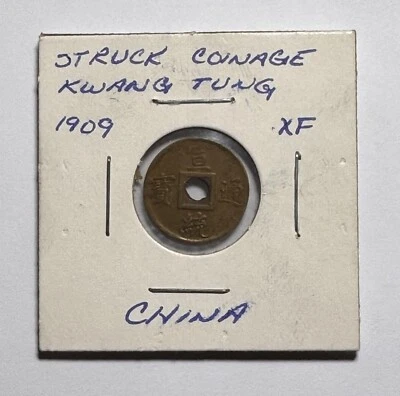 STRUCK COINAGE
KWANG TUNG
1909 XF
宣
寶 通
統
CHINA